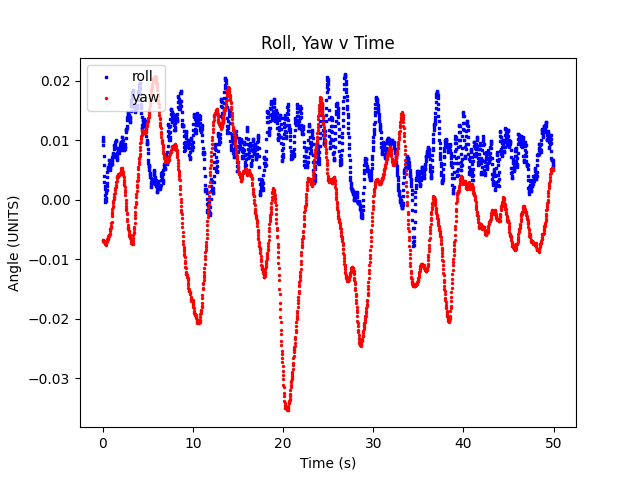 Roll, Yaw v Time
roll
yaw
0.02
0.01
0.00
−0.01
−0.02
−0.03
Angle (UNITS)
0 10 20 30 40 50
Time (s)